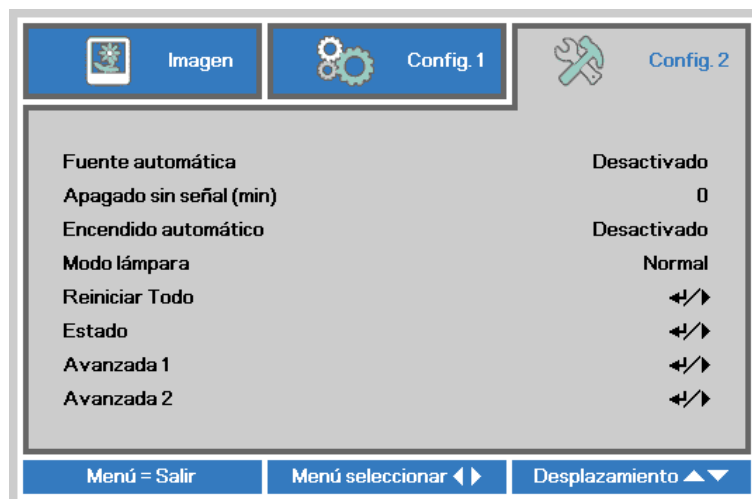 Imagen
Config. 1
Config. 2
Fuente automática Desactivado
Apagado sin señal (min) 0
Encendido automático Desactivado
Modo lámpara Normal
Reiniciar Todo
Estado
Avanzada 1
Avanzada 2
Menú = Salir
Menú seleccionar
Desplazamiento